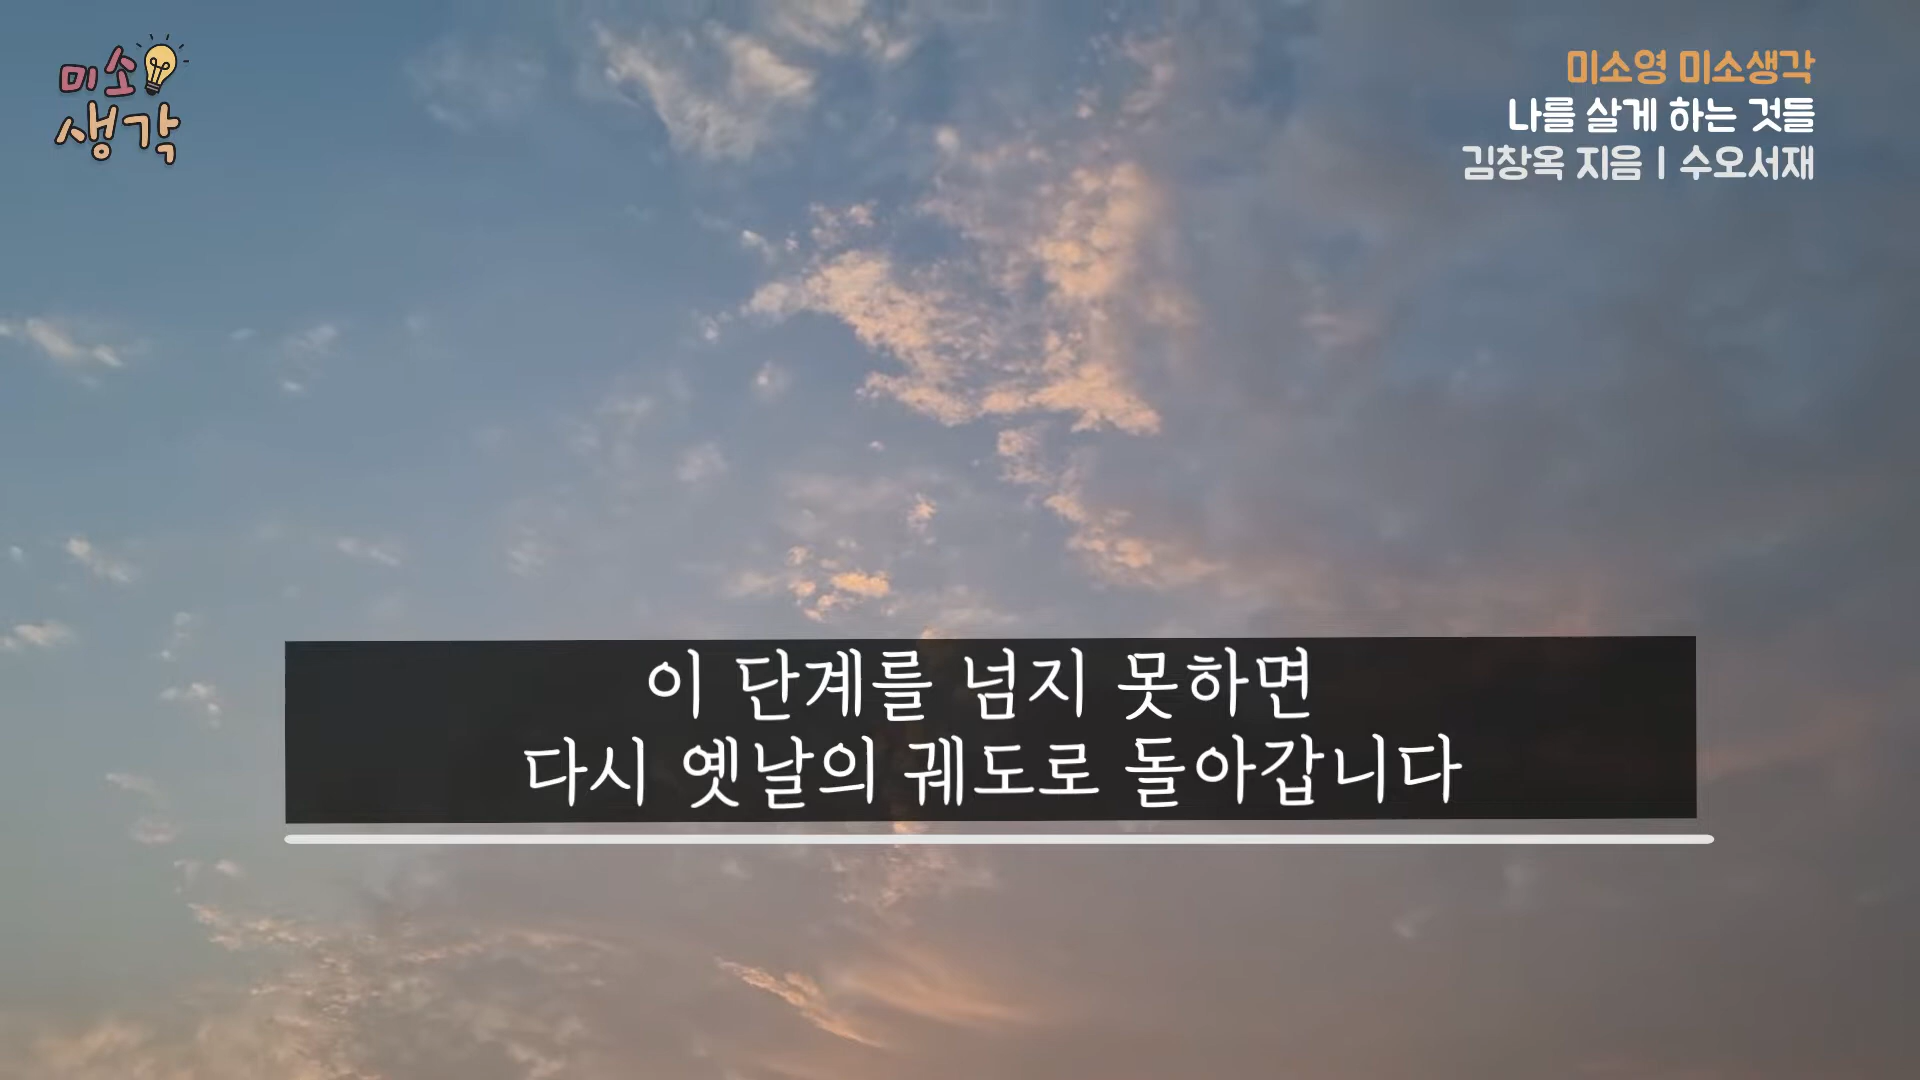 미소
생각
미소영 미소생각
나를 살게 하는 것들
김창옥 지음 | 수오서재
이 단계를 넘지 못하면
다시 옛날의 궤도로 돌아갑니다